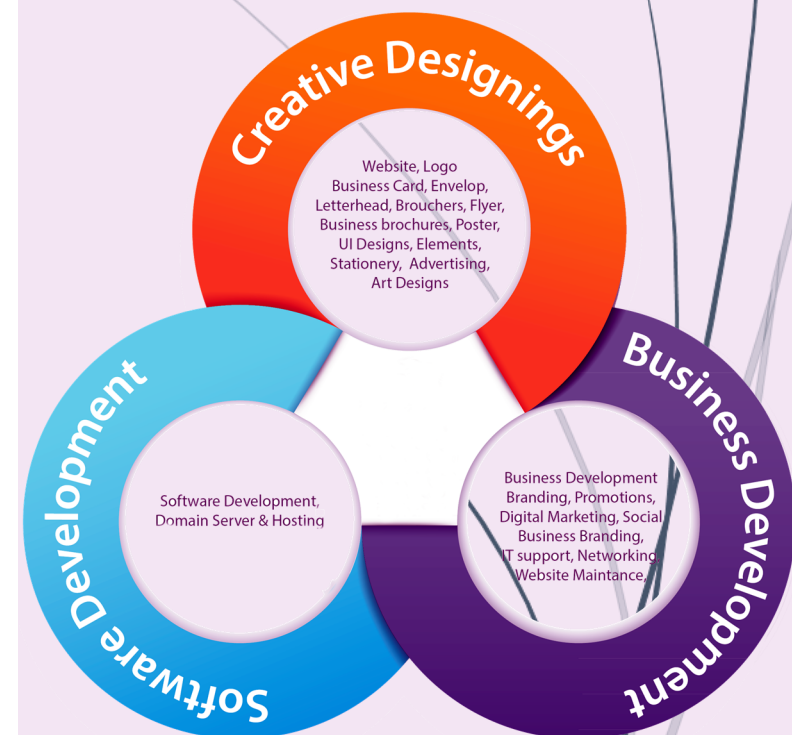 Creative Designings
Website, Logo
Business Card, Envelop,
Letterhead, Brouchers, Flyer,
Business brochures, Poster,
UI Designs, Elements,
Stationery, Advertising,
Art Designs
Software Development
Software Development,
Domain Server & Hosting
Business Development
Business Development
Branding, Promotions,
Digital Marketing, Social
Business Branding,
IT support, Networking
Website Maintance,